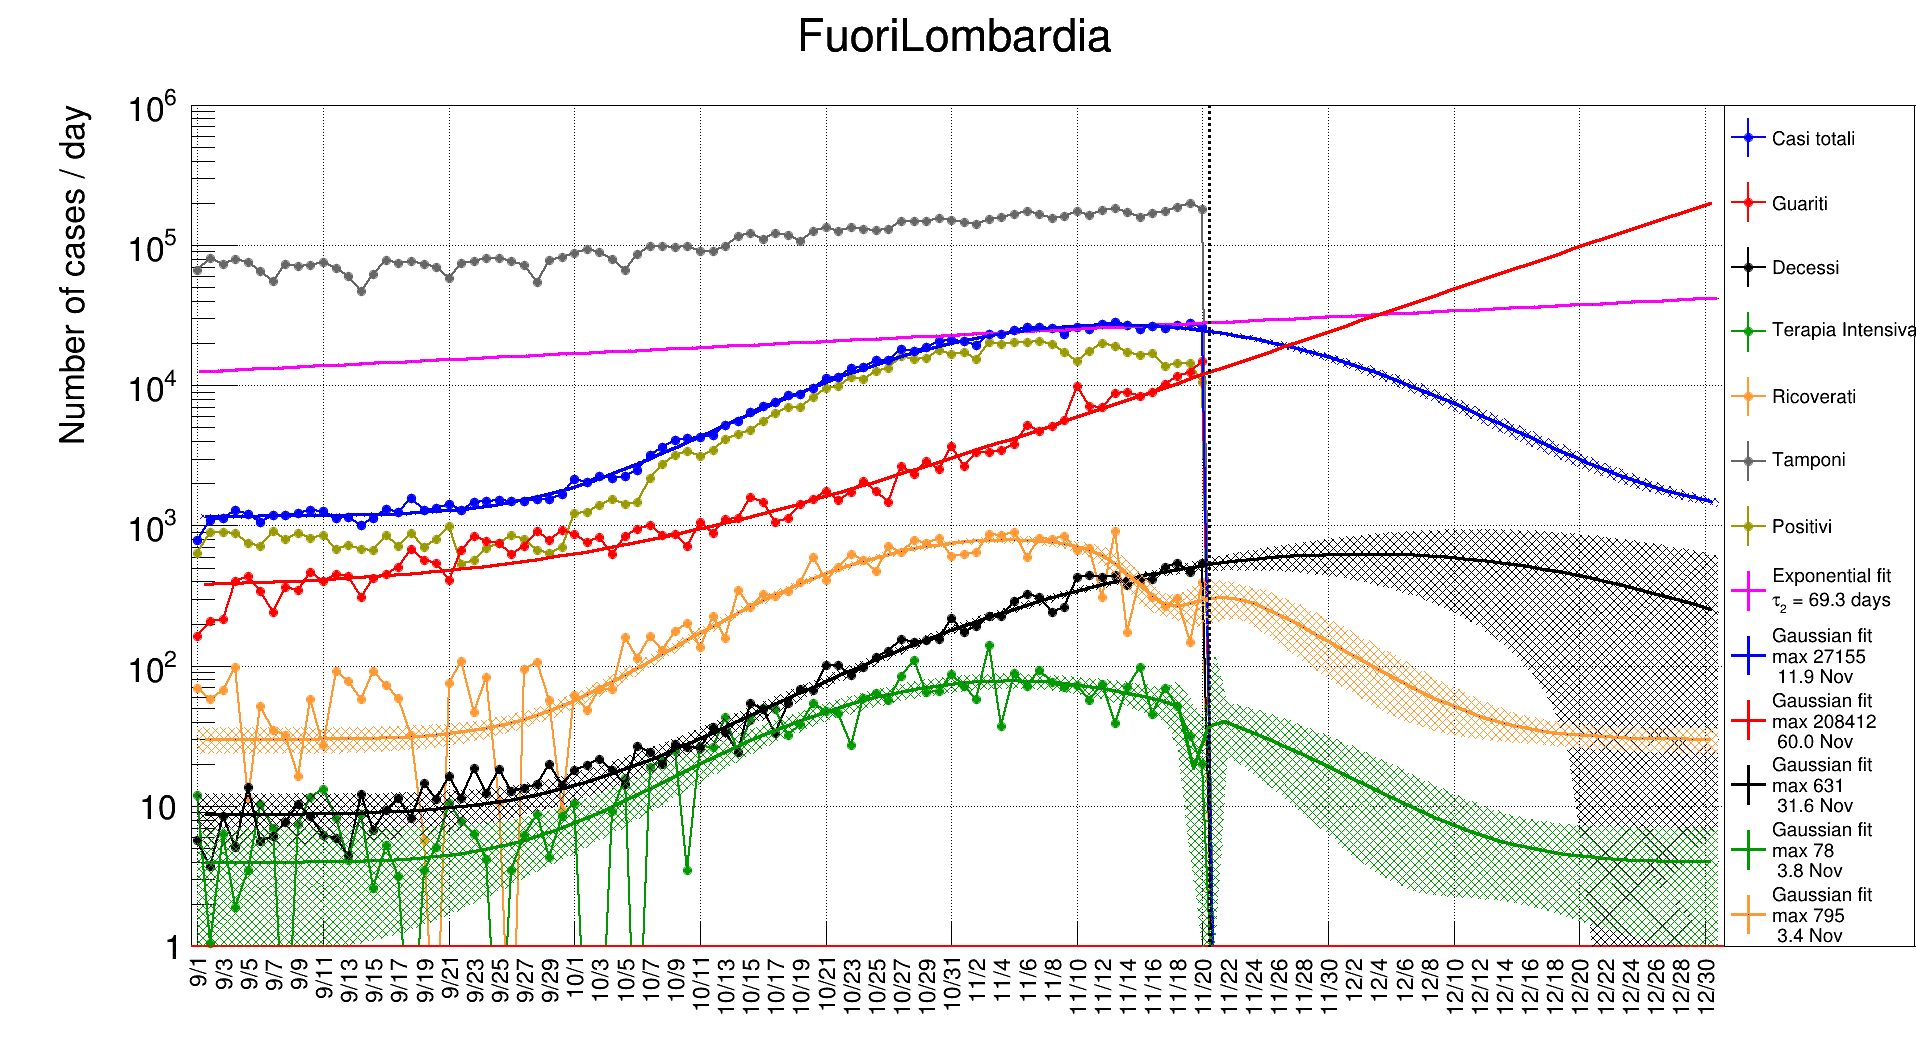 FuoriLombardia
Number of cases / day
10^6
10^5
10^4
10^3
10^2
10
1
9/1
9/3
9/5
9/7
9/9
9/11
9/13
9/15
9/17
9/19
9/21
9/23
9/25
9/27
9/29
10/1
10/3
10/5
10/7
10/9
10/11
10/13
10/15
10/17
10/19
10/21
10/23
10/25
10/27
10/29
10/31
11/2
11/4
11/6
11/8
11/10
11/12
11/14
11/16
11/18
11/20
11/22
11/24
11/26
11/28
11/30
12/2
12/4
12/6
12/8
12/10
12/12
12/14
12/16
12/18
12/20
12/22
12/24
12/26
12/28
12/30
Casi totali
Guariti
Decessi
Terapia Intensiva
Ricoverati
Tamponi
Positivi
Exponential fit
τ2 = 69.3 days
Gaussian fit
max 27155
11.9 Nov
Gaussian fit
max 208412
60.0 Nov
Gaussian fit
max 631
31.6 Nov
Gaussian fit
max 78
3.8 Nov
Gaussian fit
max 795
3.4 Nov